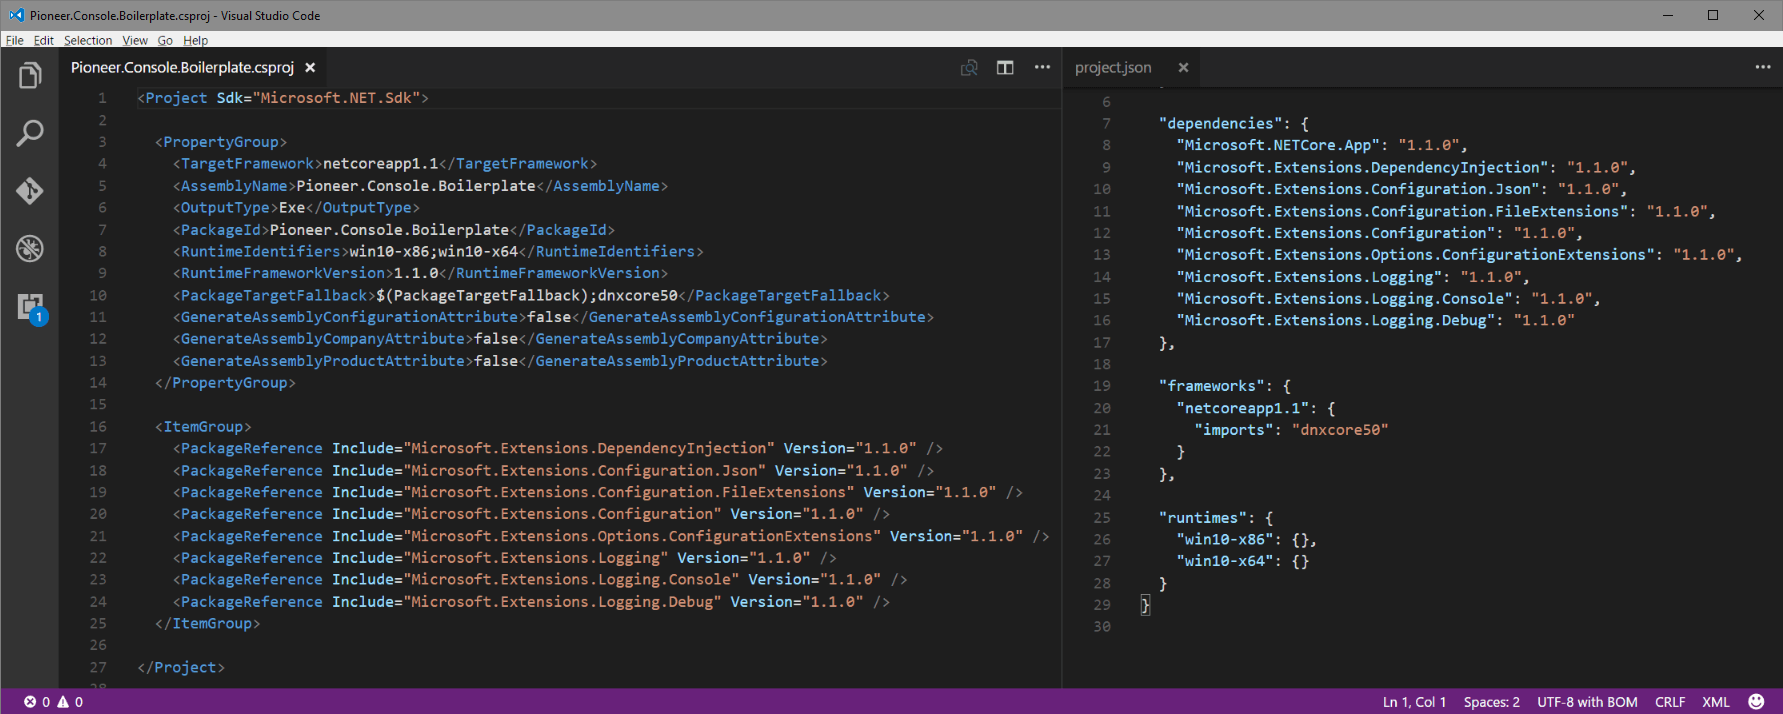 Pioneer.Console.Boilerplate.csproj - Visual Studio Code
File Edit Selection View Go Help
Pioneer.Console.Boilerplate.csproj
1 <Project Sdk="Microsoft.NET.Sdk">
2
3 <PropertyGroup>
4 <TargetFramework>netcoreapp1.1</TargetFramework>
5 <AssemblyName>Pioneer.Console.Boilerplate</AssemblyName>
6 <OutputType>Exe</OutputType>
7 <PackageId>Pioneer.Console.Boilerplate</PackageId>
8 <RuntimeIdentifiers>win10-x86;win10-x64</RuntimeIdentifiers>
9 <RuntimeFrameworkVersion>1.1.0</RuntimeFrameworkVersion>
10 <PackageTargetFallback>$(PackageTargetFallback);dnxcore50</PackageTargetFallback>
11 <GenerateAssemblyConfigurationAttribute>false</GenerateAssemblyConfigurationAttribute>
12 <GenerateAssemblyCompanyAttribute>false</GenerateAssemblyCompanyAttribute>
13 <GenerateAssemblyProductAttribute>false</GenerateAssemblyProductAttribute>
14 </PropertyGroup>
15
16 <ItemGroup>
17 <PackageReference Include="Microsoft.Extensions.DependencyInjection" Version="1.1.0" />
18 <PackageReference Include="Microsoft.Extensions.Configuration.Json" Version="1.1.0" />
19 <PackageReference Include="Microsoft.Extensions.Configuration.FileExtensions" Version="1.1.0" />
20 <PackageReference Include="Microsoft.Extensions.Configuration" Version="1.1.0" />
21 <PackageReference Include="Microsoft.Extensions.Options.ConfigurationExtensions" Version="1.1.0" />
22 <PackageReference Include="Microsoft.Extensions.Logging" Version="1.1.0" />
23 <PackageReference Include="Microsoft.Extensions.Logging.Console" Version="1.1.0" />
24 <PackageReference Include="Microsoft.Extensions.Logging.Debug" Version="1.1.0" />
25 </ItemGroup>
26
27 </Project>
28
1
project.json
6
7 "dependencies": {
8 "Microsoft.NETCore.App": "1.1.0",
9 "Microsoft.Extensions.DependencyInjection": "1.1.0",
10 "Microsoft.Extensions.Configuration.Json": "1.1.0",
11 "Microsoft.Extensions.Configuration.FileExtensions": "1.1.0",
12 "Microsoft.Extensions.Configuration": "1.1.0",
13 "Microsoft.Extensions.Options.ConfigurationExtensions": "1.1.0",
14 "Microsoft.Extensions.Logging": "1.1.0",
15 "Microsoft.Extensions.Logging.Console": "1.1.0",
16 "Microsoft.Extensions.Logging.Debug": "1.1.0"
17 },
18
19 "frameworks": {
20 "netcoreapp1.1": {
21 "imports": "dnxcore50"
22 }
23 },
24
25 "runtimes": {
26 "win10-x86": {},
27 "win10-x64": {}
28 }
29 }
30
0 0 Ln 1, Col 1 Spaces: 2 UTF-8 with BOM CRLF XML